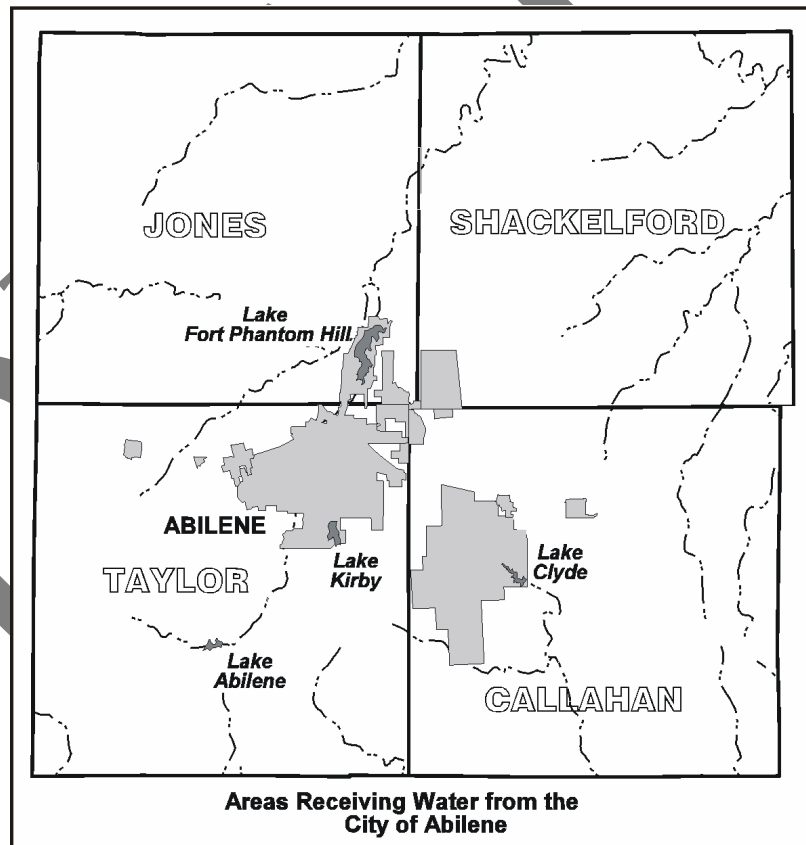 JONES
SHACKELFORD
Lake
Fort Phantom Hill
ABILENE
Lake
Kirby
Lake
Clyde
TAYLOR
Lake
Abilene
CALLAHAN
Areas Receiving Water from the
City of Abilene